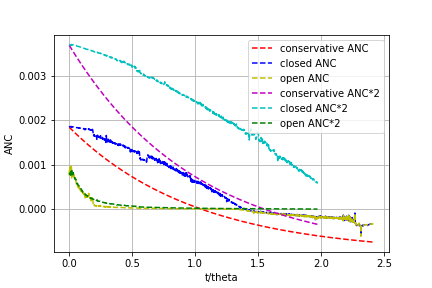 conservative ANC
closed ANC
open ANC
conservative ANC*2
closed ANC*2
open ANC*2
0.003
0.002
0.001
0.000
ANC
0.0
0.5
1.0
1.5
2.0
2.5
t/theta